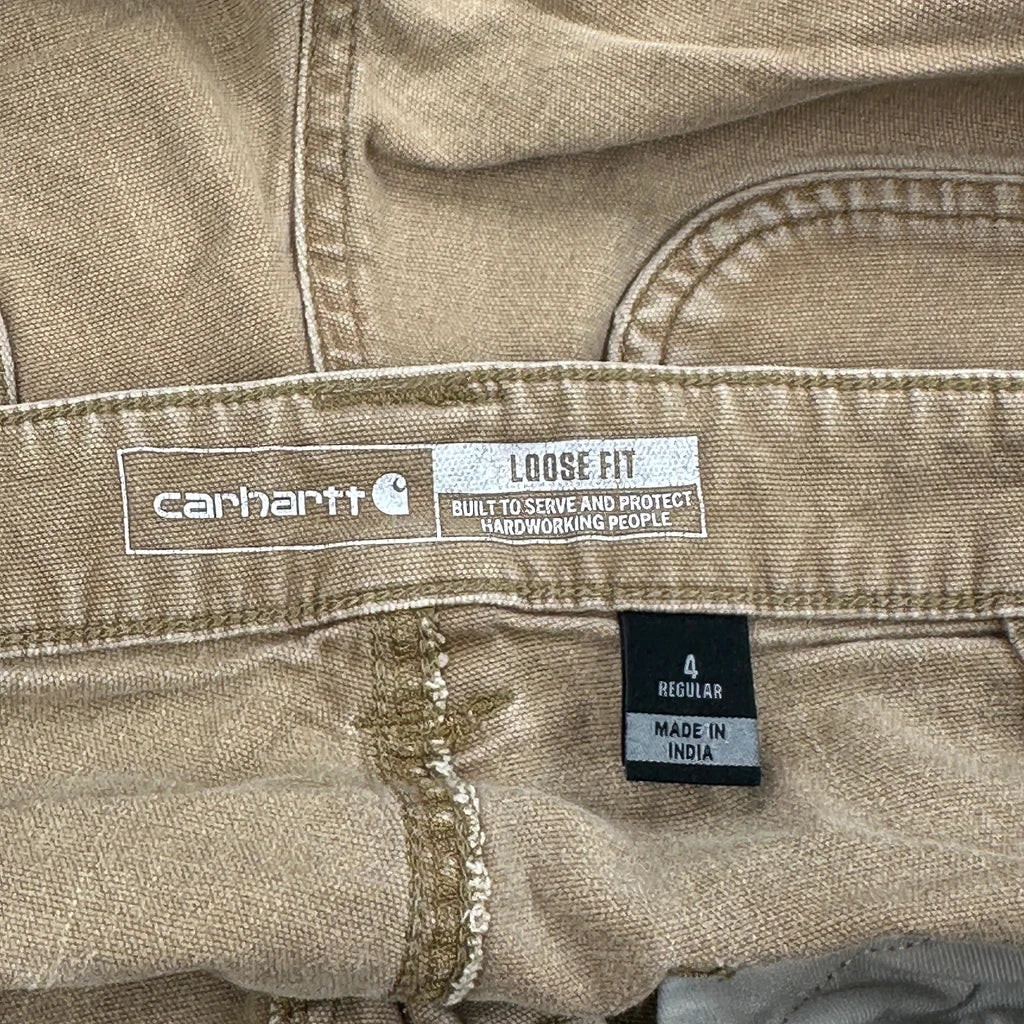 carhartt
LOOSE FIT
BUILT TO SERVE AND PROTECT
HARDWORKING PEOPLE
4
REGULAR
MADE IN
INDIA